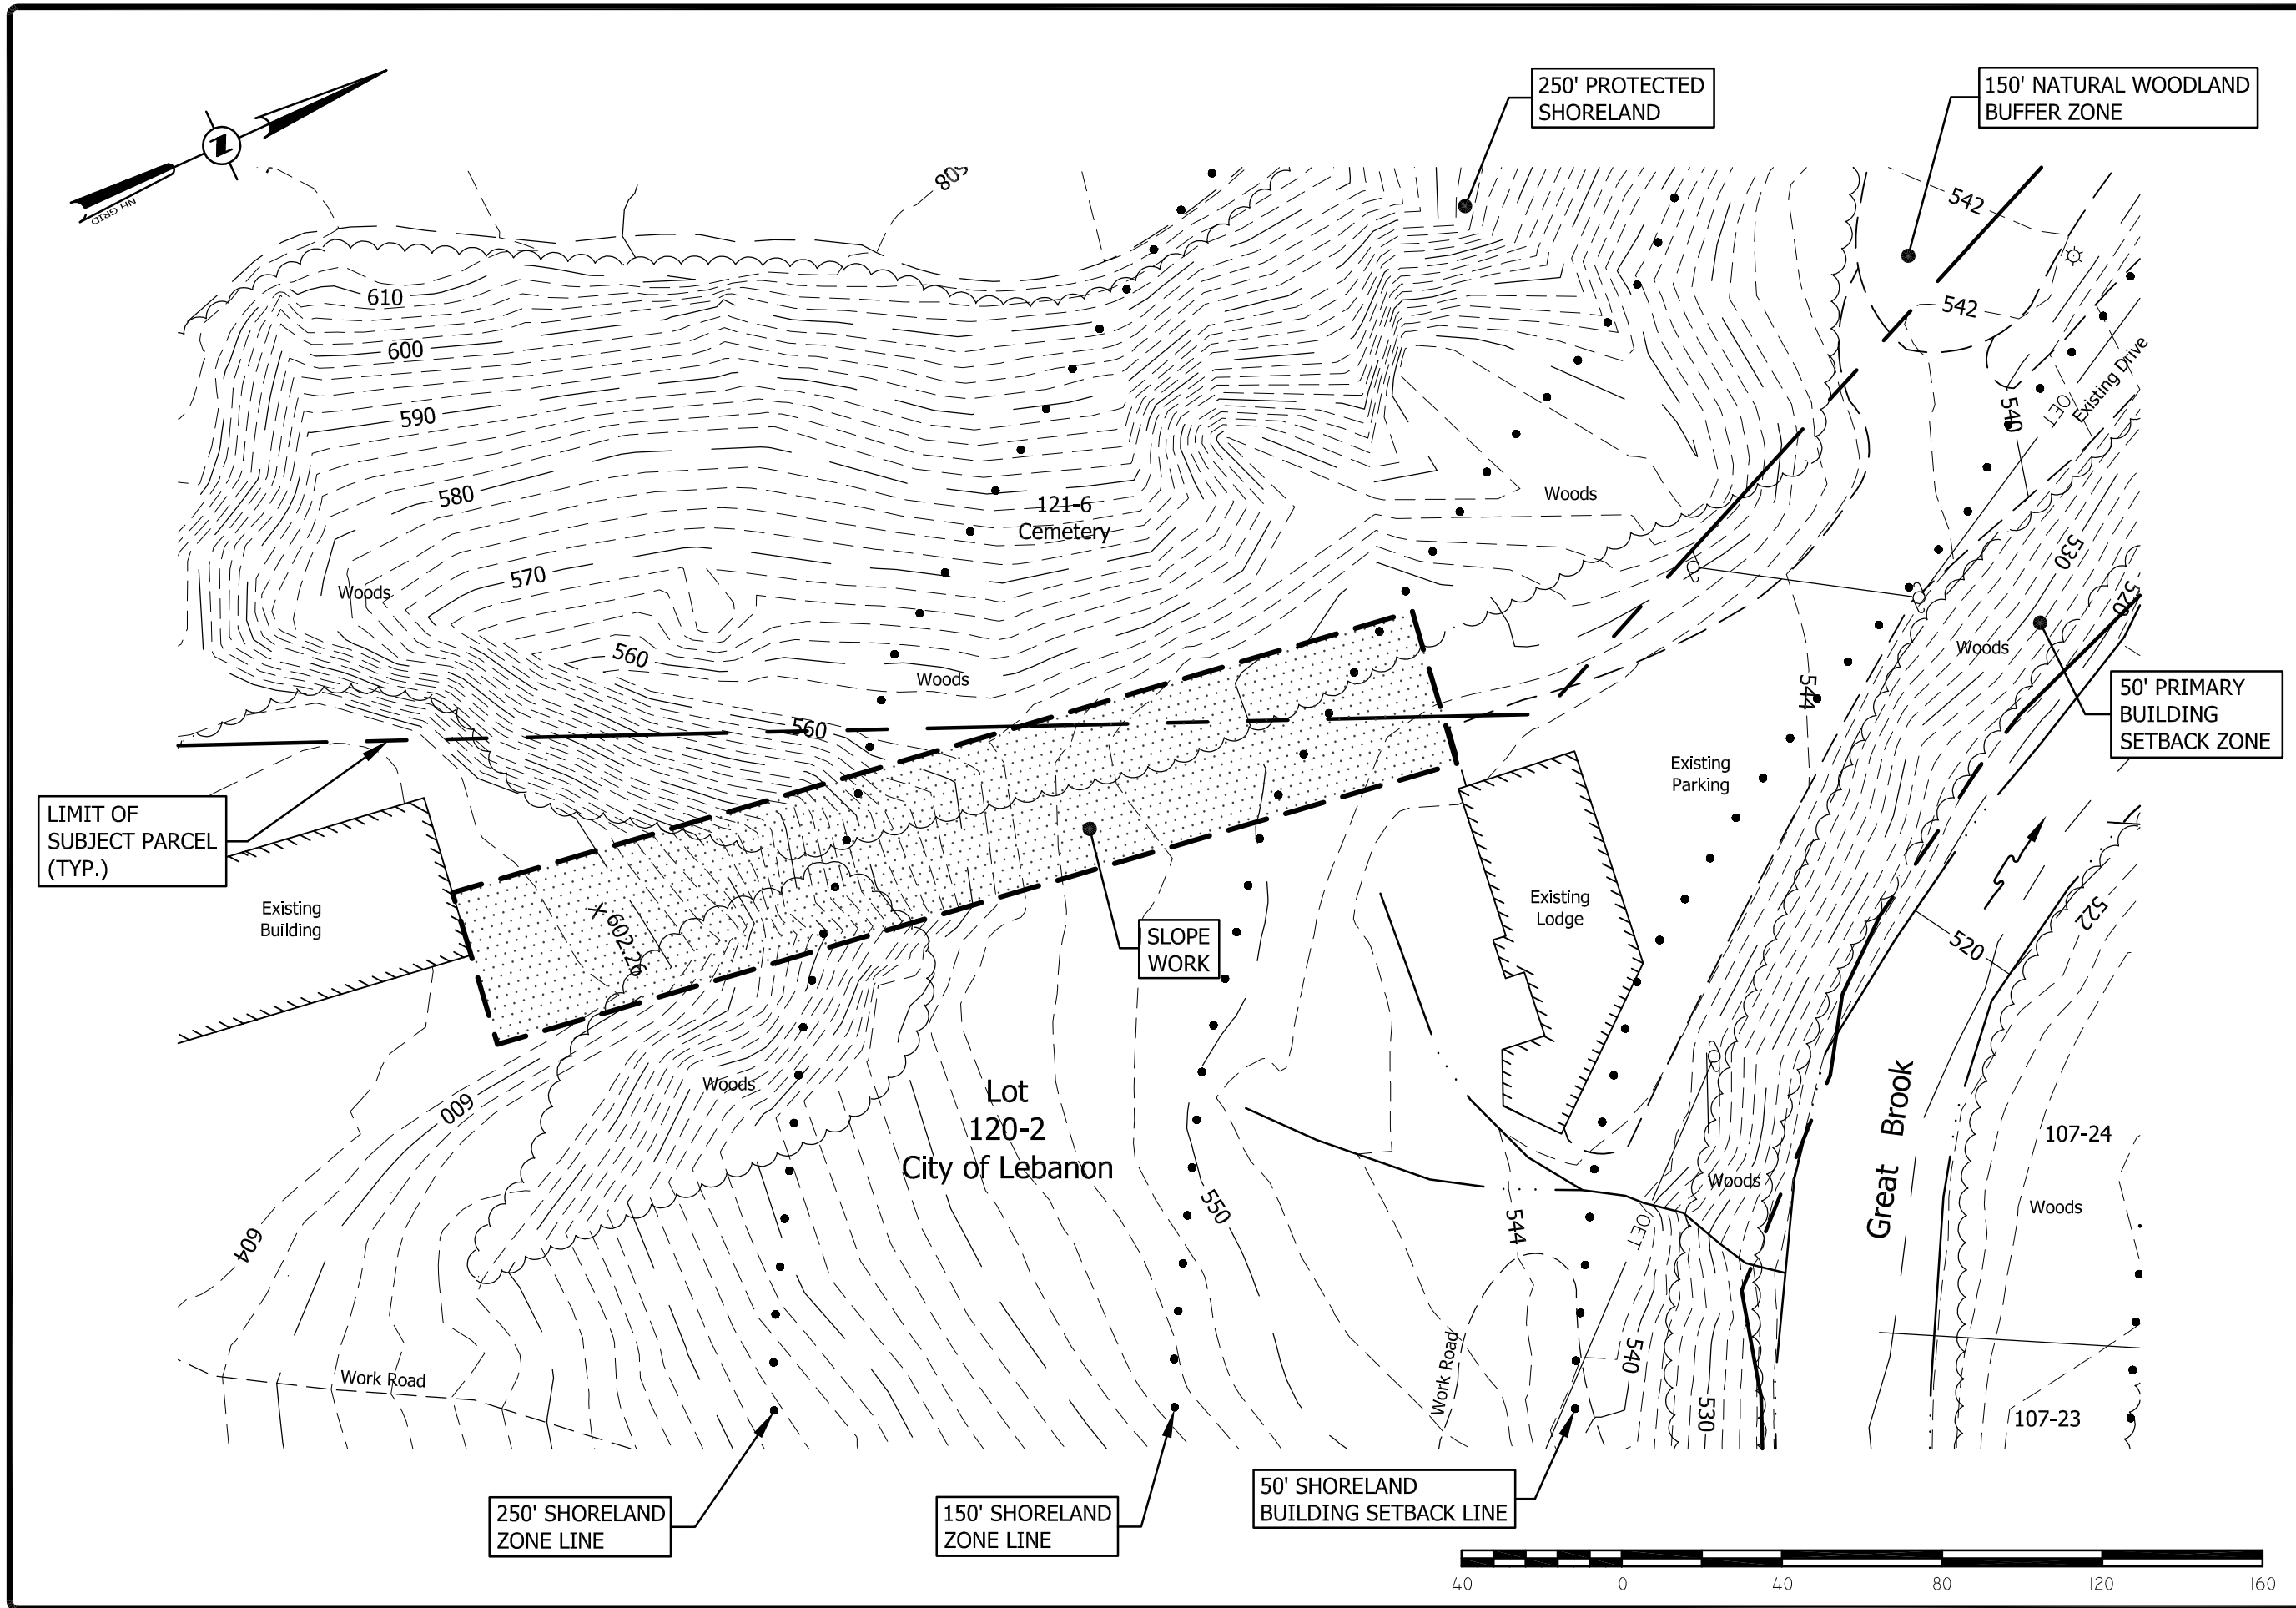 250' PROTECTED
SHORELAND
150' NATURAL WOODLAND
BUFFER ZONE
NH GRID
608
542
610
542
600
590
Existing Drive
540
OET
580
121-6
Cemetery
Woods
530
570
Woods
520
560
Woods
Woods
544
50' PRIMARY
BUILDING
SETBACK ZONE
560
Existing
Parking
LIMIT OF
SUBJECT PARCEL
(TYP.)
Existing
Building
X 602.26
Existing
Lodge
SLOPE
WORK
522
520
Woods
600
Lot
120-2
City of Lebanon
Great Brook
107-24
Woods
Woods
550
544
OET
604
Work Road
Work Road
540
530
107-23
250' SHORELAND
ZONE LINE
150' SHORELAND
ZONE LINE
50' SHORELAND
BUILDING SETBACK LINE
40 0 40 80 120 160